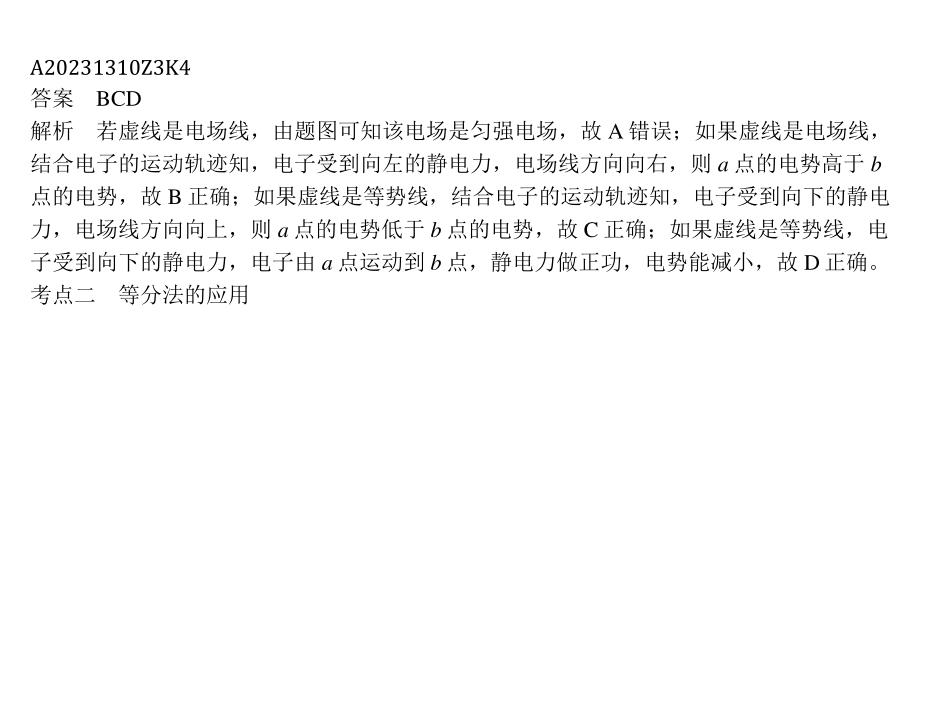 A20231310Z3K4
答案　BCD
解析　若虚线是电场线，由题图可知该电场是匀强电场，故 A 错误；如果虚线是电场线，
结合电子的运动轨迹知，电子受到向左的静电力，电场线方向向右，则 a 点的电势高于 b
点的电势，故 B 正确；如果虚线是等势线，结合电子的运动轨迹知，电子受到向下的静电
力，电场线方向向上，则 a 点的电势低于 b 点的电势，故 C 正确；如果虚线是等势线，电
子受到向下的静电力，电子由 a 点运动到 b 点，静电力做正功，电势能减小，故 D 正确。
考点二　等分法的应用